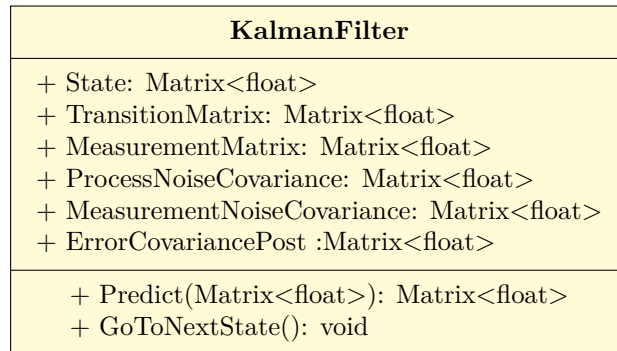 KalmanFilter
+ State: Matrix<float>
+ TransitionMatrix: Matrix<float>
+ MeasurementMatrix: Matrix<float>
+ ProcessNoiseCovariance: Matrix<float>
+ MeasurementNoiseCovariance: Matrix<float>
+ ErrorCovariancePost :Matrix<float>
+ Predict(Matrix<float>): Matrix<float>
+ GoToNextState(): void